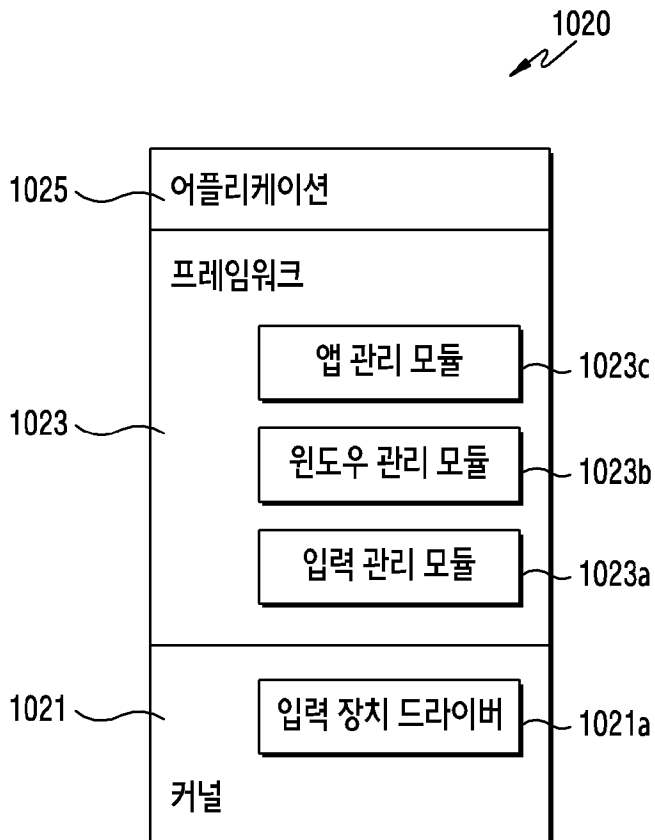 1020
1025
어플리케이션
프레임워크
앱 관리 모듈
1023c
1023
윈도우 관리 모듈
1023b
입력 관리 모듈
1023a
1021
입력 장치 드라이버
1021a
커널